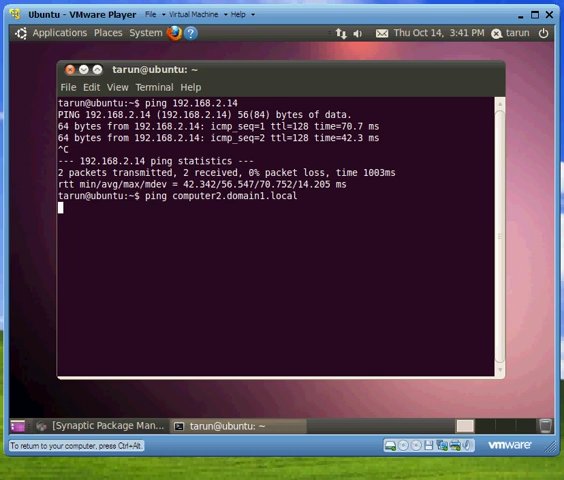 Ubuntu - VMware Player File Virtual Machine Help
Applications Places System Thu Oct 14, 3:41 PM tarun
tarun@ubuntu: ~
File Edit View Terminal Help
tarun@ubuntu:~$ ping 192.168.2.14
PING 192.168.2.14 (192.168.2.14) 56(84) bytes of data.
64 bytes from 192.168.2.14: icmp_seq=1 ttl=128 time=70.7 ms
64 bytes from 192.168.2.14: icmp_seq=2 ttl=128 time=42.3 ms
^C
--- 192.168.2.14 ping statistics ---
2 packets transmitted, 2 received, 0% packet loss, time 1003ms
rtt min/avg/max/mdev = 42.342/56.547/70.752/14.205 ms
tarun@ubuntu:~$ ping computer2.domain1.local
[Synaptic Package Man... tarun@ubuntu: ~
To return to your computer, press Ctrl+Alt. vmware